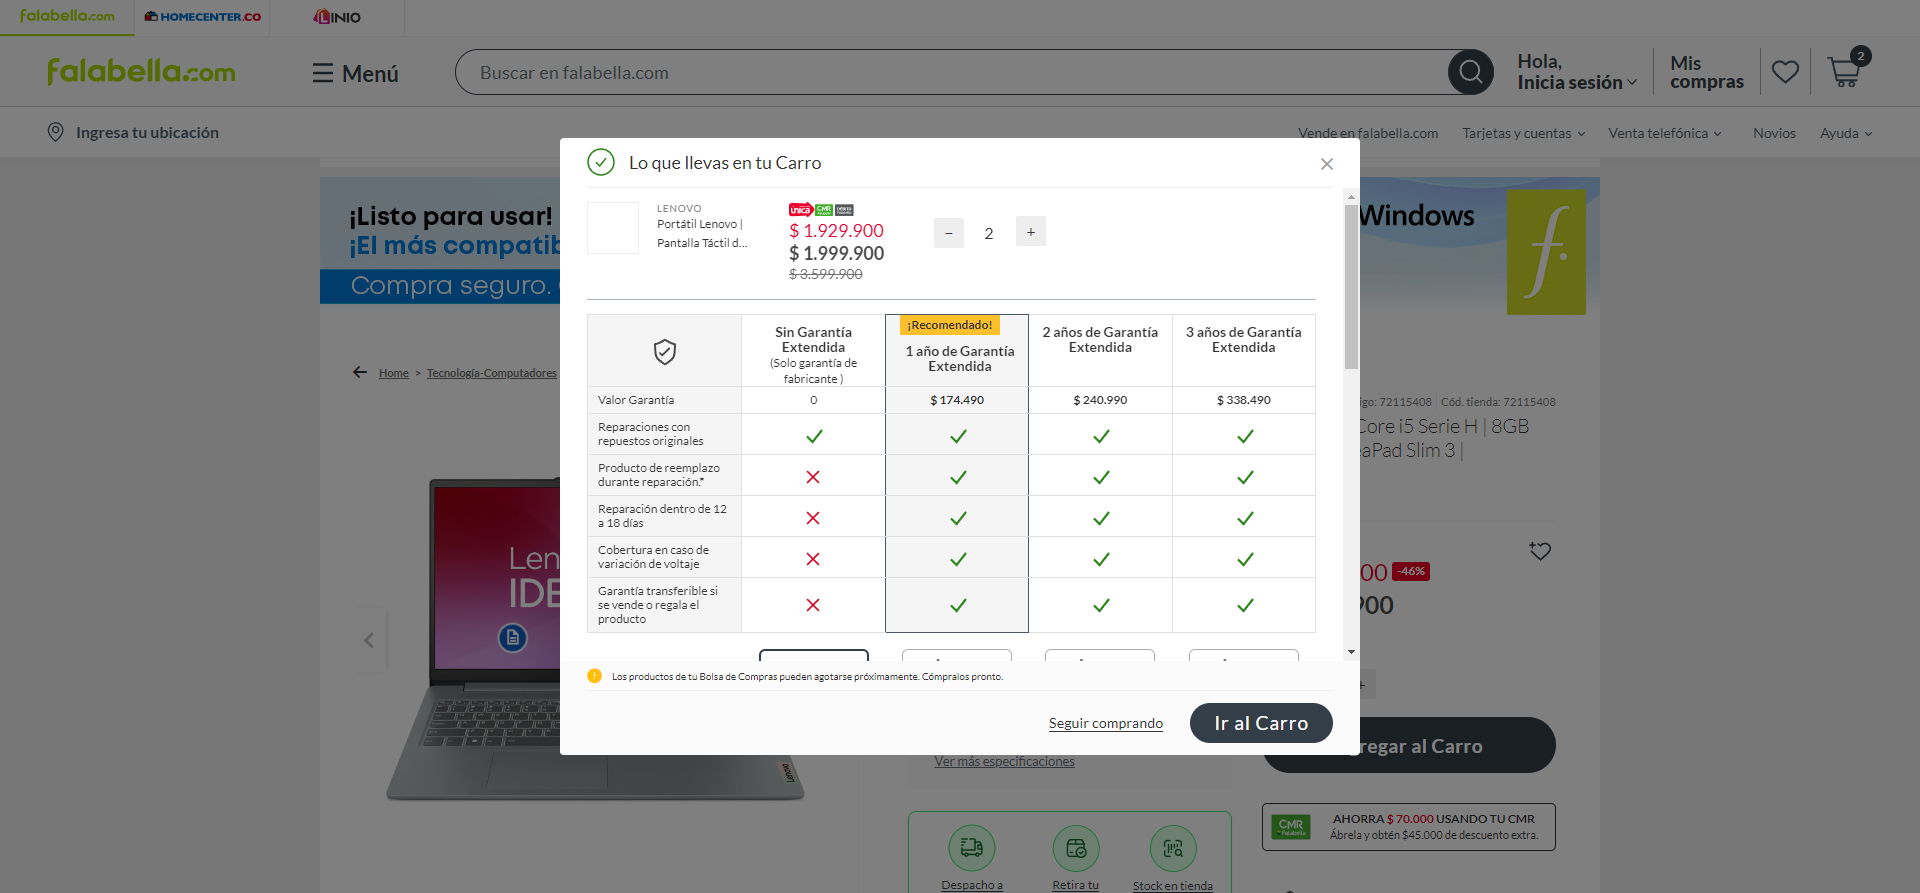 falabella.com
HOMECENTER.CO
LINIO
falabella.com
Menú
Buscar en falabella.com
Hola,
Inicia sesión
Mis
compras
2
Ingresa tu ubicación
Vende en falabella.com
Tarjetas y cuentas
Venta telefónica
Novios
Ayuda
¡Listo para usar!
¡El más compatib
Compra seguro.
Windows
f.
Home > Tecnología-Computadores
Lo que llevas en tu Carro
LENOVO
Portátil Lenovo |
Pantalla Táctil d...
única
CMR
$ 1.929.900
$ 1.999.900
$ 3.599.900
−
2
+
Sin Garantía
Extendida
(Solo garantía de
fabricante )
¡Recomendado!
1 año de Garantía
Extendida
2 años de Garantía
Extendida
3 años de Garantía
Extendida
Valor Garantía
0
$ 174.490
$ 240.990
$ 338.490
Reparaciones con
repuestos originales
Producto de reemplazo
durante reparación.*
Reparación dentro de 12
a 18 días
Cobertura en caso de
variación de voltaje
Garantía transferible si
se vende o regala el
producto
Los productos de tu Bolsa de Compras pueden agotarse próximamente. Cómpralos pronto.
Seguir comprando
Ir al Carro
igo: 72115408
Cód. tienda: 72115408
Core i5 Serie H | 8GB
eaPad Slim 3 |
00
-46%
900
+
Len
IDE
Lenovo
regar al Carro
Ver más especificaciones
CMR
Falabella
AHORRA $ 70.000 USANDO TU CMR
Ábrela y obtén $45.000 de descuento extra.
Despacho a
Retira tu
Stock en tienda